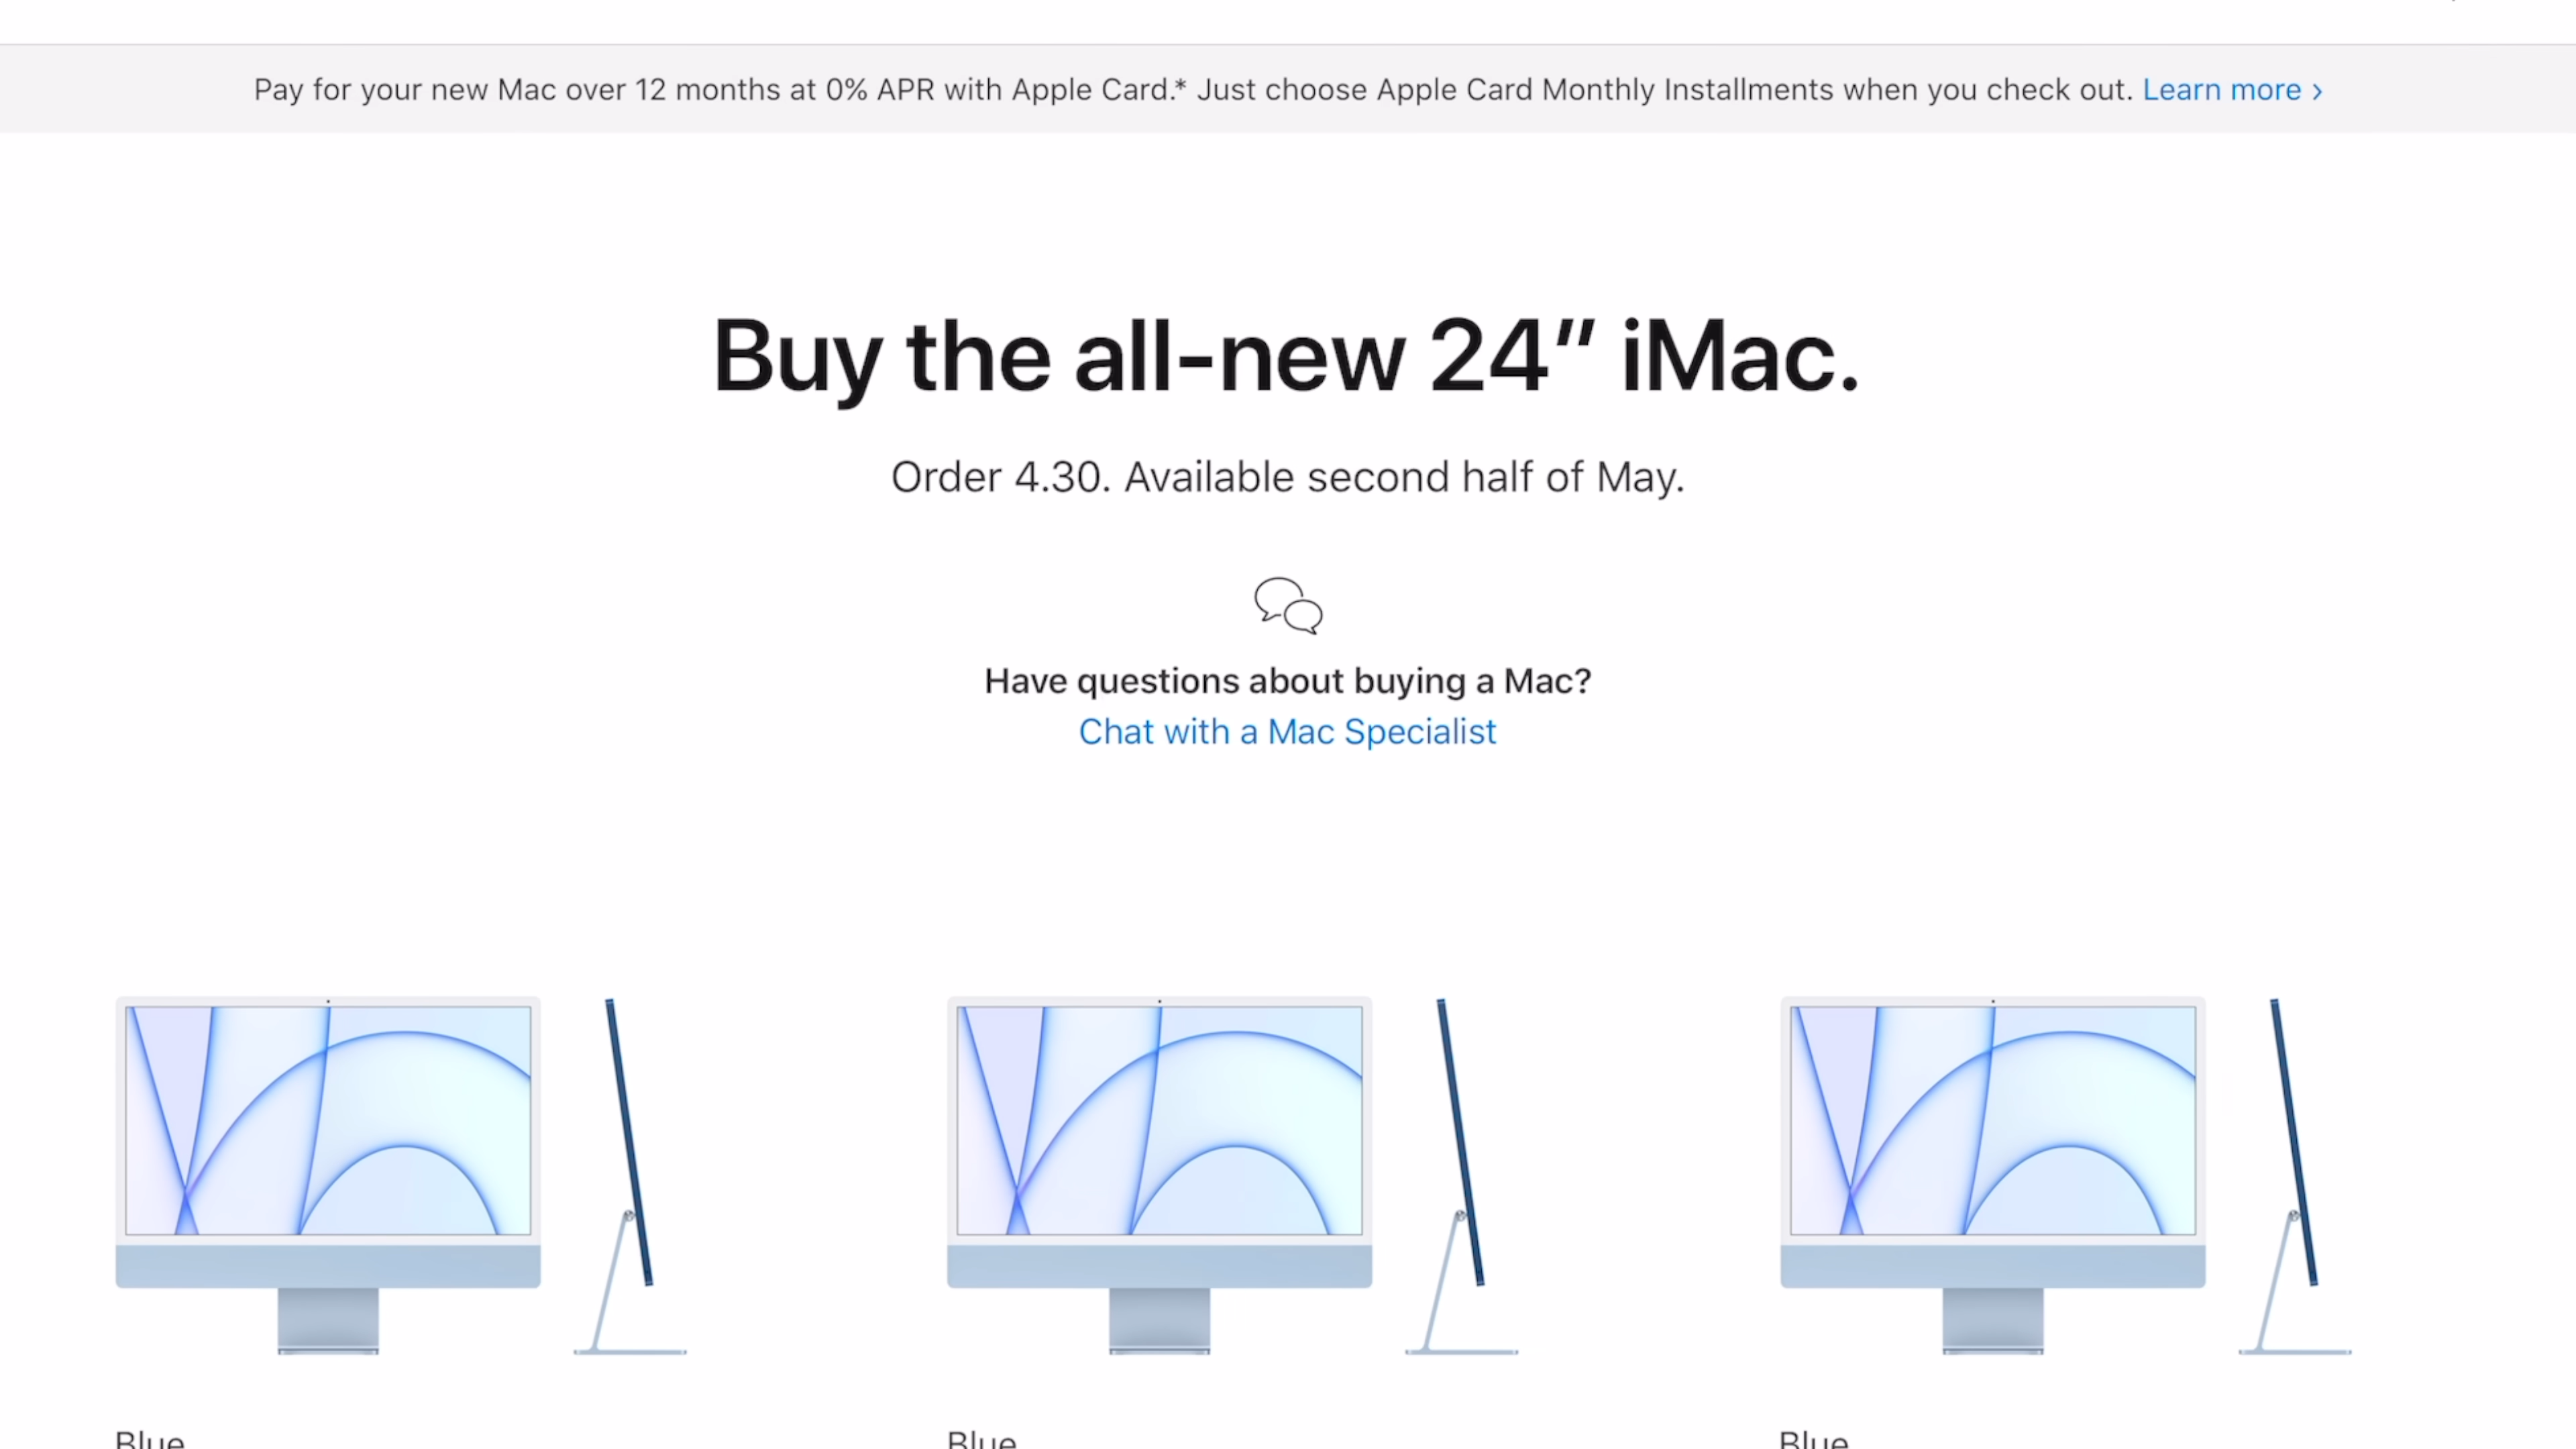 Pay for your new Mac over 12 months at 0% APR with Apple Card.* Just choose Apple Card Monthly Installments when you check out. Learn more ›
Buy the all-new 24″ iMac.
Order 4.30. Available second half of May.
Have questions about buying a Mac?
Chat with a Mac Specialist
Blue Blue Blue